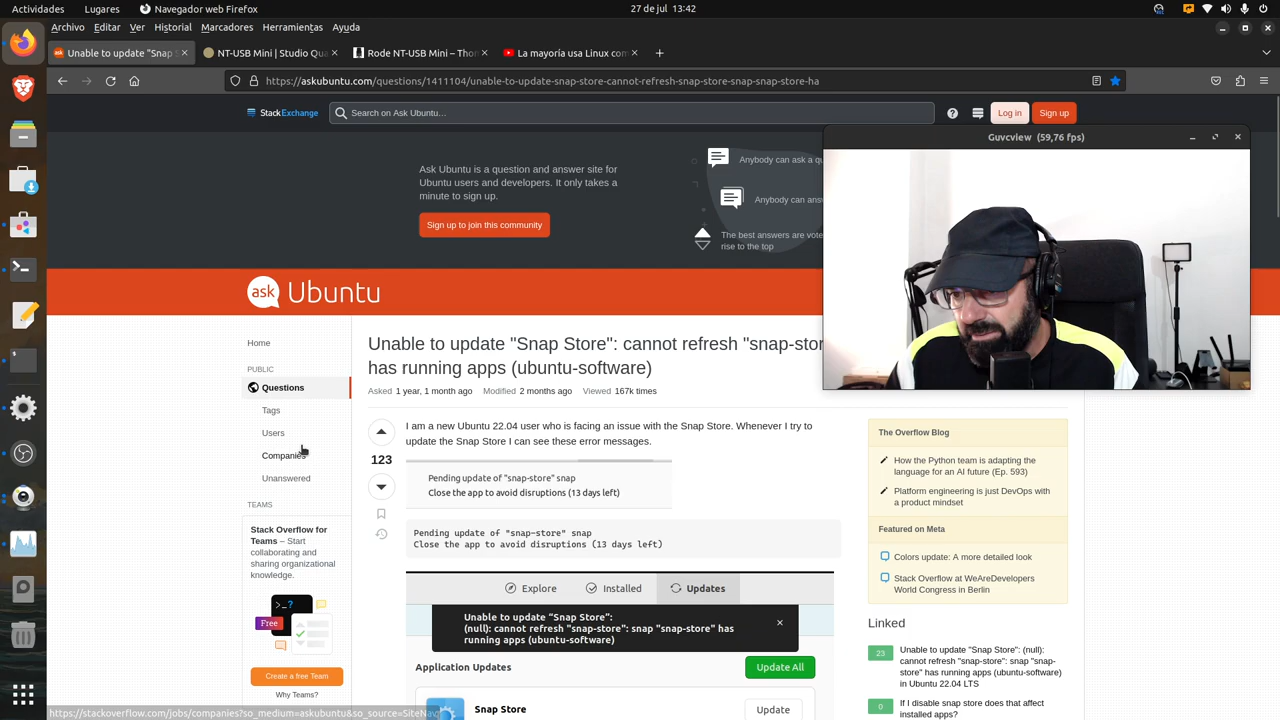 Actividades
Lugares
Navegador web Firefox
27 de jul  13:42
Archivo Editar Ver Historial Marcadores Herramientas Ayuda
Unable to update "Snap S
NT-USB Mini | Studio Qua
Rode NT-USB Mini – Thom
La mayoría usa Linux com
https://askubuntu.com/questions/1411104/unable-to-update-snap-store-cannot-refresh-snap-store-snap-snap-store-ha
StackExchange
Search on Ask Ubuntu…
Log in
Sign up
Guvcview (59,76 fps)
Ask Ubuntu is a question and answer site for
Ubuntu users and developers. It only takes a
minute to sign up.
Sign up to join this community
Anybody can ask a qu
Anybody can ans
The best answers are vote
rise to the top
ask Ubuntu
Home
PUBLIC
Questions
Tags
Users
Companies
Unanswered
TEAMS
Stack Overflow for
Teams – Start
collaborating and
sharing organizational
knowledge.
>_?
Free
Create a free Team
Why Teams?
Unable to update "Snap Store": cannot refresh "snap-stor
has running apps (ubuntu-software)
Asked 1 year, 1 month ago Modified 2 months ago Viewed 167k times
123
I am a new Ubuntu 22.04 user who is facing an issue with the Snap Store. Whenever I try to
update the Snap Store I can see these error messages.
Pending update of "snap-store" snap
Close the app to avoid disruptions (13 days left)
Pending update of "snap-store" snap
Close the app to avoid disruptions (13 days left)
Explore
Installed
Updates
Unable to update “Snap Store”:
(null): cannot refresh "snap-store": snap "snap-store" has
running apps (ubuntu-software)
Application Updates
Update All
Snap Store
Update
The Overflow Blog
How the Python team is adapting the
language for an AI future (Ep. 593)
Platform engineering is just DevOps with
a product mindset
Featured on Meta
Colors update: A more detailed look
Stack Overflow at WeAreDevelopers
World Congress in Berlin
Linked
23
Unable to update "Snap Store": (null):
cannot refresh "snap-store": snap "snap-
store" has running apps (ubuntu-software)
in Ubuntu 22.04 LTS
0
If I disable snap store does that affect
installed apps?
https://stackoverflow.com/jobs/companies?so_medium=askubuntu&so_source=SiteNav